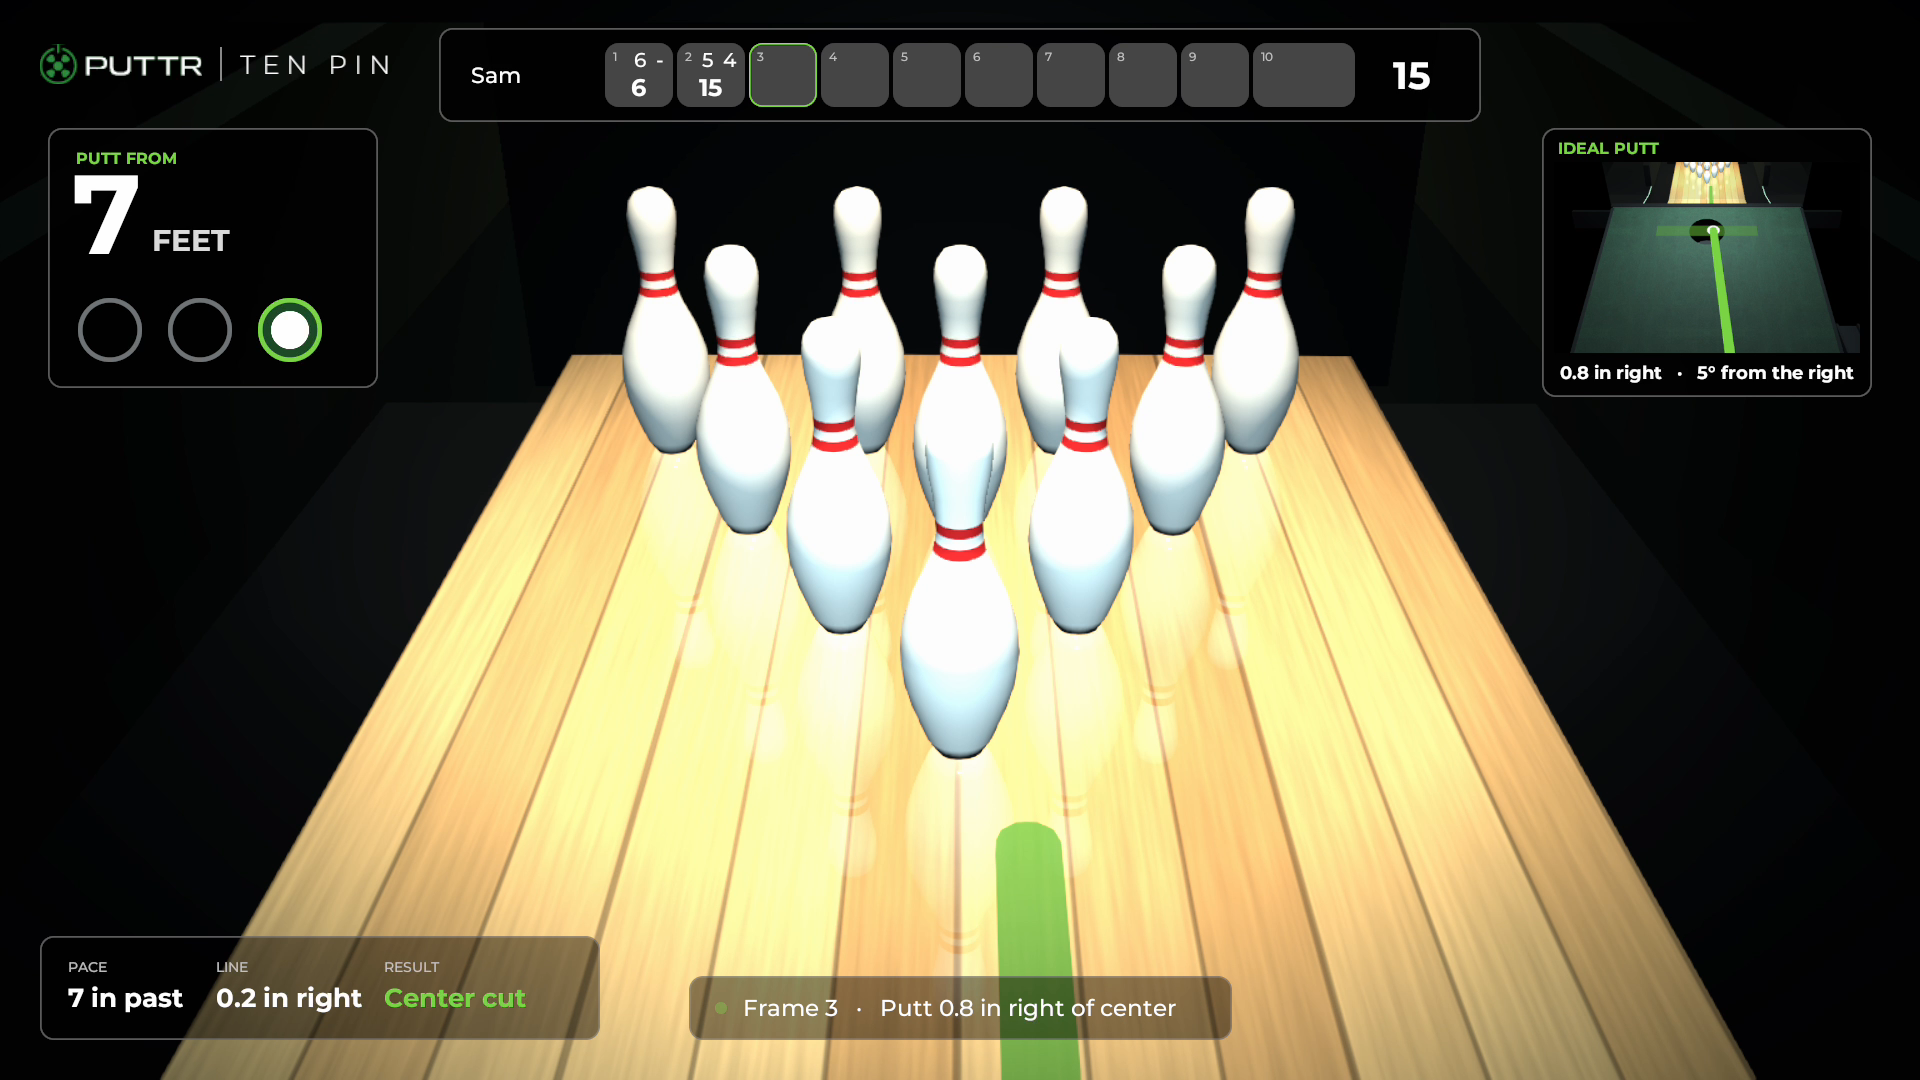 PUTTR | TEN PIN
Sam
1 6 -
6
2 5 4
15
3
4
5
6
7
8
9
10
15
PUTT FROM
7 FEET
IDEAL PUTT
0.8 in right · 5° from the right
PACE
7 in past
LINE
0.2 in right
RESULT
Center cut
Frame 3 · Putt 0.8 in right of center